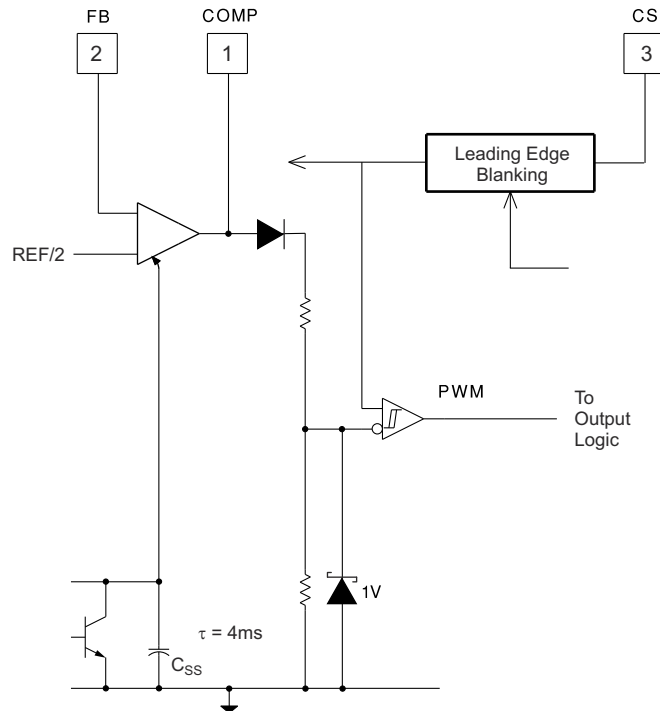 FB
COMP
CS
2
1
3
Leading Edge
Blanking
REF/2
PWM
To
Output
Logic
1V
τ = 4ms
CSS